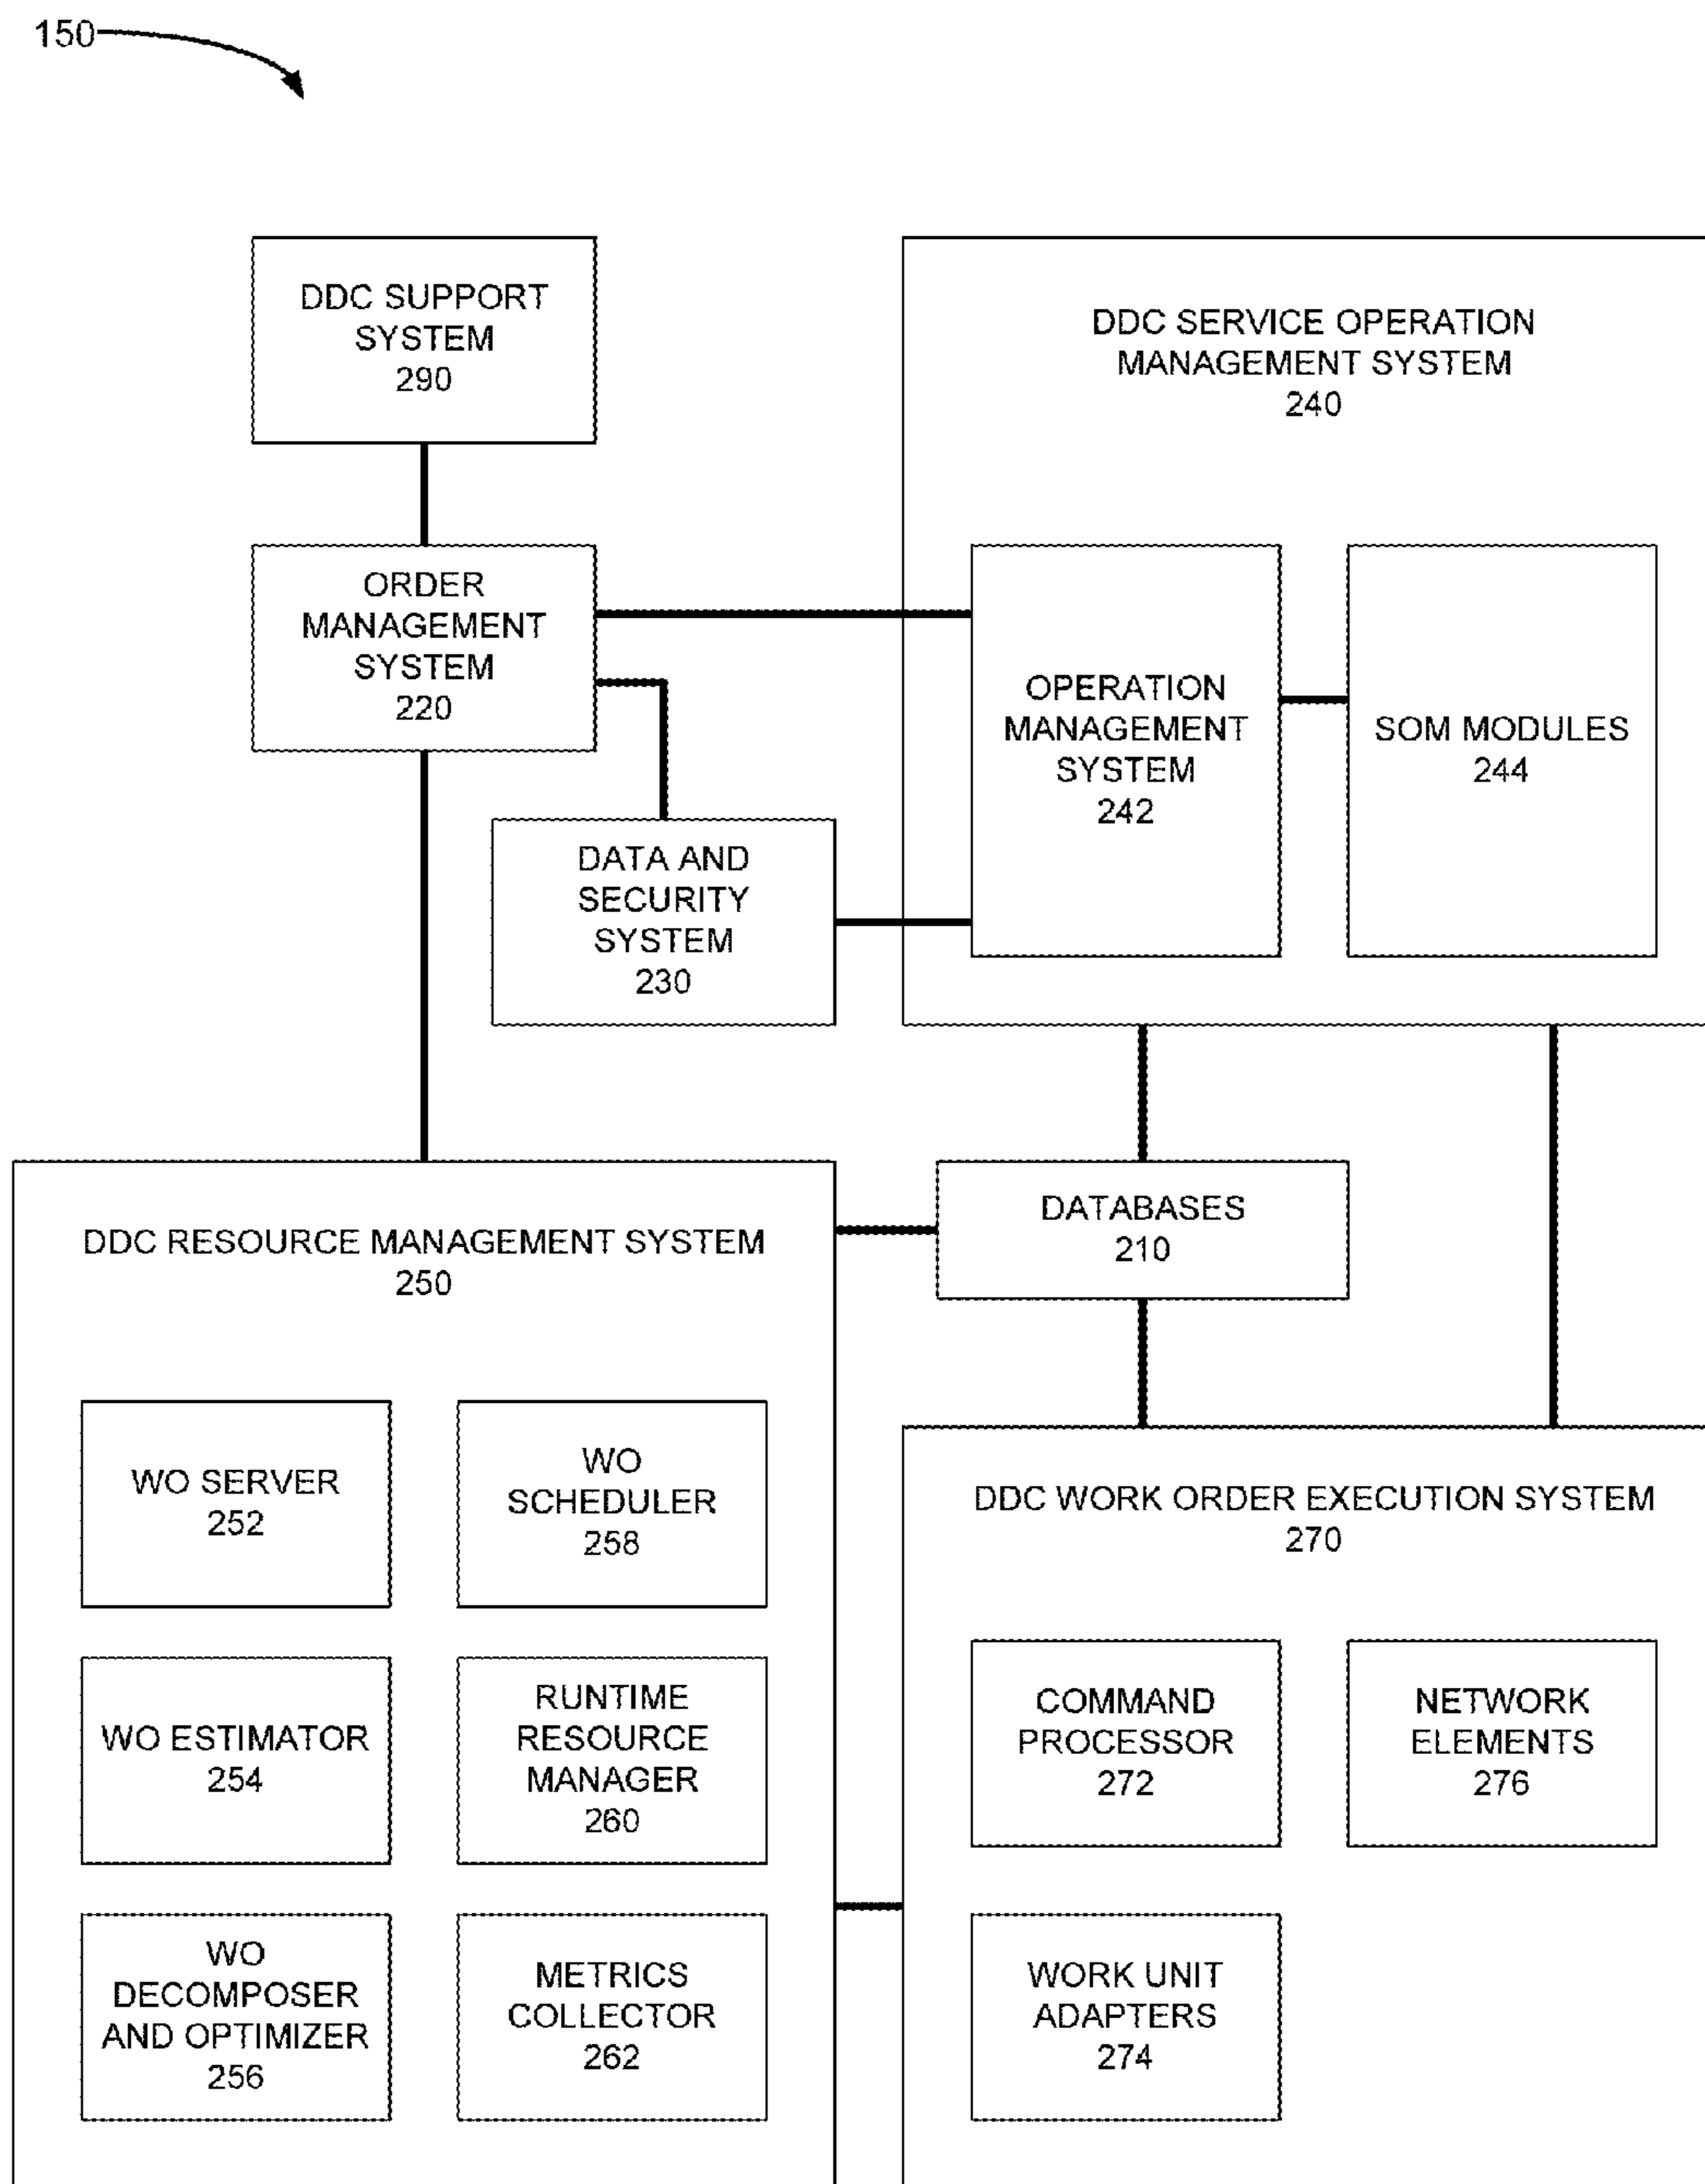 150
DDC SUPPORT
SYSTEM
290
DDC SERVICE OPERATION
MANAGEMENT SYSTEM
240
ORDER
MANAGEMENT
SYSTEM
220
OPERATION
MANAGEMENT
SYSTEM
242
SOM MODULES
244
DATA AND
SECURITY
SYSTEM
230
DATABASES
210
DDC RESOURCE MANAGEMENT SYSTEM
250
WO SERVER
252
WO
SCHEDULER
258
WO ESTIMATOR
254
RUNTIME
RESOURCE
MANAGER
260
WO
DECOMPOSER
AND OPTIMIZER
256
METRICS
COLLECTOR
262
DDC WORK ORDER EXECUTION SYSTEM
270
COMMAND
PROCESSOR
272
NETWORK
ELEMENTS
276
WORK UNIT
ADAPTERS
274